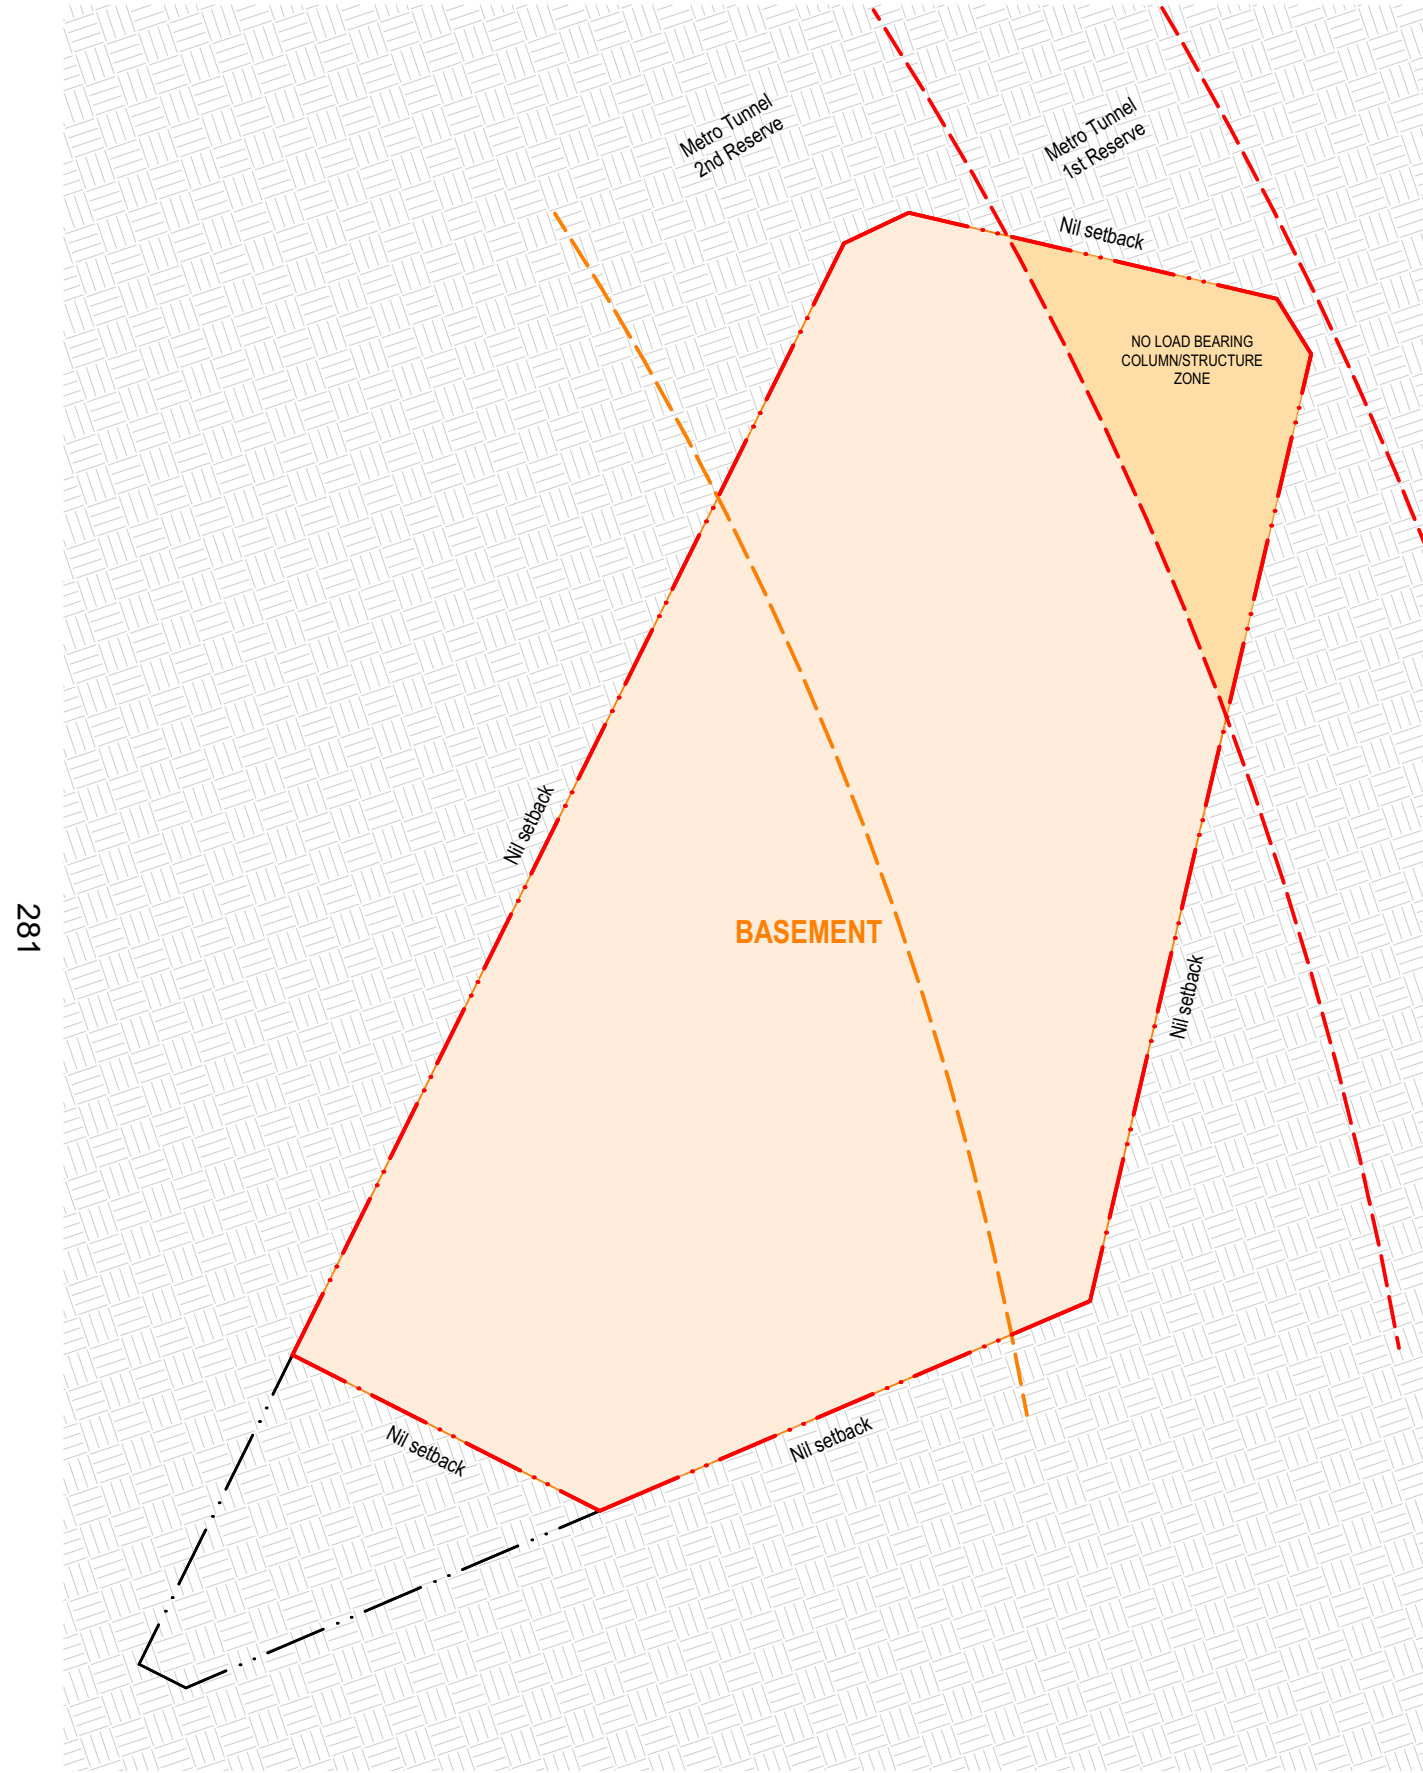 Metro Tunnel
2nd Reserve
Metro Tunnel
1st Reserve
Nil setback
NO LOAD BEARING
COLUMN/STRUCTURE
ZONE
Nil setback
BASEMENT
281
Nil setback
Nil setback
Nil setback